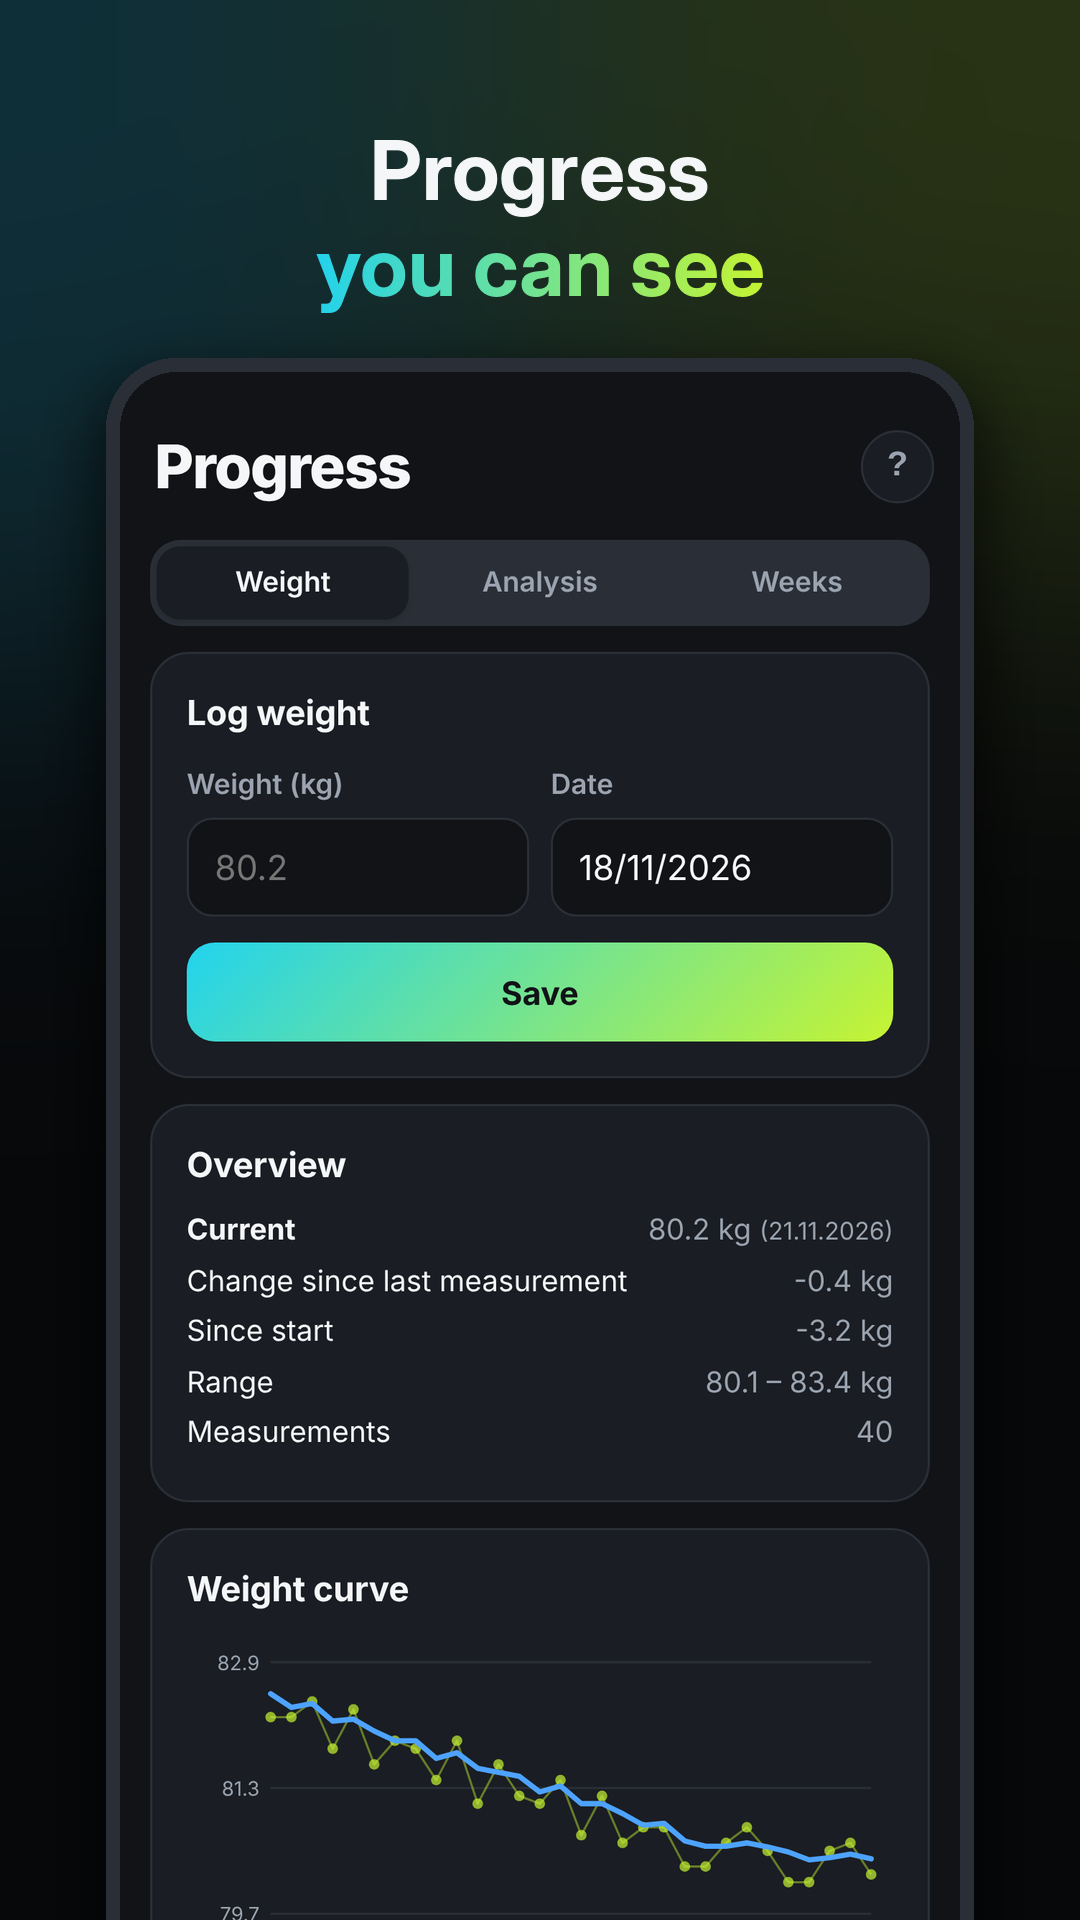 Progress
you can see
Progress
?
Weight Analysis Weeks
Log weight
Weight (kg) Date
80.2 18/11/2026
Save
Overview
Current 80.2 kg (21.11.2026)
Change since last measurement -0.4 kg
Since start -3.2 kg
Range 80.1 – 83.4 kg
Measurements 40
Weight curve
82.9
81.3
79.7